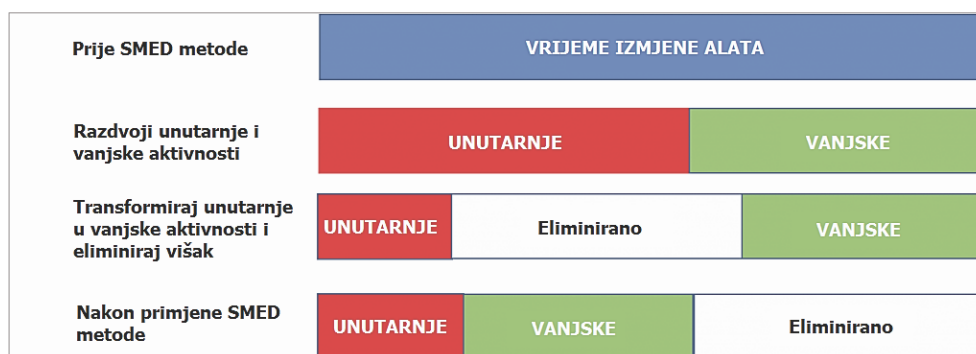 Prije SMED metode
VRIJEME IZMJENE ALATA
Razdvoji unutarnje i
vanjske aktivnosti
UNUTARNJE
VANJSKE
Transformiraj unutarnje
u vanjske aktivnosti i
eliminiraj višak
UNUTARNJE
Eliminirano
VANJSKE
Nakon primjene SMED
metode
UNUTARNJE
VANJSKE
Eliminirano